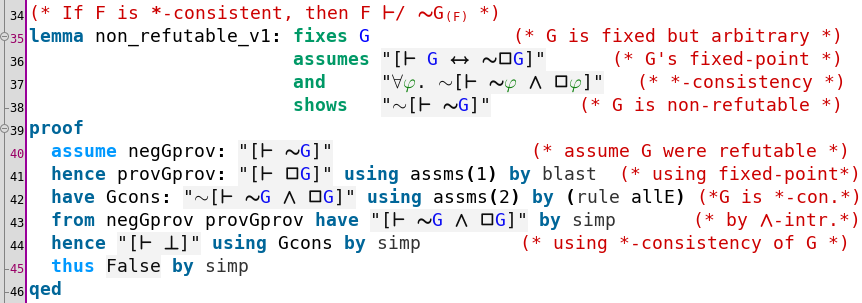 34 (* If F is *-consistent, then F ⊬ ∼G(F) *)
35 lemma non_refutable_v1: fixes G (* G is fixed but arbitrary *)
36 assumes "[⊢ G ↔ ∼□G]" (* G's fixed-point *)
37 and "∀φ. ∼[⊢ ∼φ ∧ □φ]" (* *-consistency *)
38 shows "∼[⊢ ∼G]" (* G is non-refutable *)
39 proof
40 assume negGprov: "[⊢ ∼G]" (* assume G were refutable *)
41 hence provGprov: "[⊢ □G]" using assms(1) by blast (* using fixed-point*)
42 have Gcons: "∼[⊢ ∼G ∧ □G]" using assms(2) by (rule allE) (*G is *-con.*)
43 from negGprov provGprov have "[⊢ ∼G ∧ □G]" by simp (* by ∧-intr.*)
44 hence "[⊢ ⊥]" using Gcons by simp (* using *-consistency of G *)
45 thus False by simp
46 qed